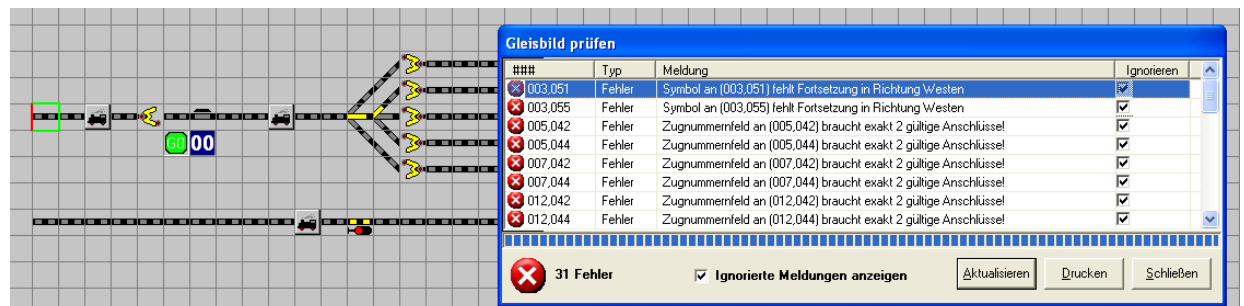 Gleisbild prüfen
### Typ Meldung Ignorieren
003,051 Fehler Symbol an (003,051) fehlt Fortsetzung in Richtung Westen
003,055 Fehler Symbol an (003,055) fehlt Fortsetzung in Richtung Westen
005,042 Fehler Zugnummernfeld an (005,042) braucht exakt 2 gültige Anschlüsse!
005,044 Fehler Zugnummernfeld an (005,044) braucht exakt 2 gültige Anschlüsse!
007,042 Fehler Zugnummernfeld an (007,042) braucht exakt 2 gültige Anschlüsse!
007,044 Fehler Zugnummernfeld an (007,044) braucht exakt 2 gültige Anschlüsse!
012,042 Fehler Zugnummernfeld an (012,042) braucht exakt 2 gültige Anschlüsse!
012,044 Fehler Zugnummernfeld an (012,044) braucht exakt 2 gültige Anschlüsse!
GO 00
31 Fehler Ignorierte Meldungen anzeigen Aktualisieren Drucken Schließen